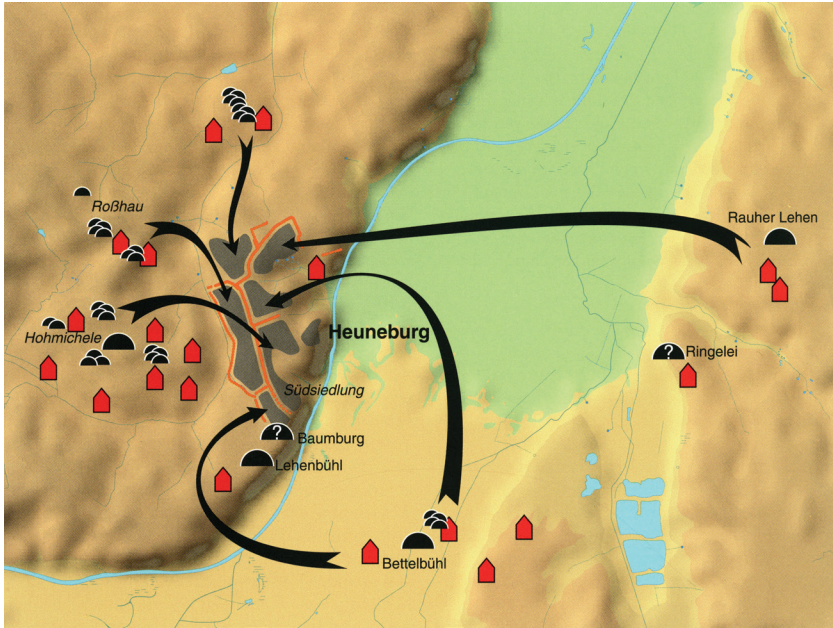 Roßhau
Rauher Lehen
Hohmichele
Heuneburg
?
Ringelei
Südsiedlung
?
Baumburg
Lehenbühl
Bettelbühl